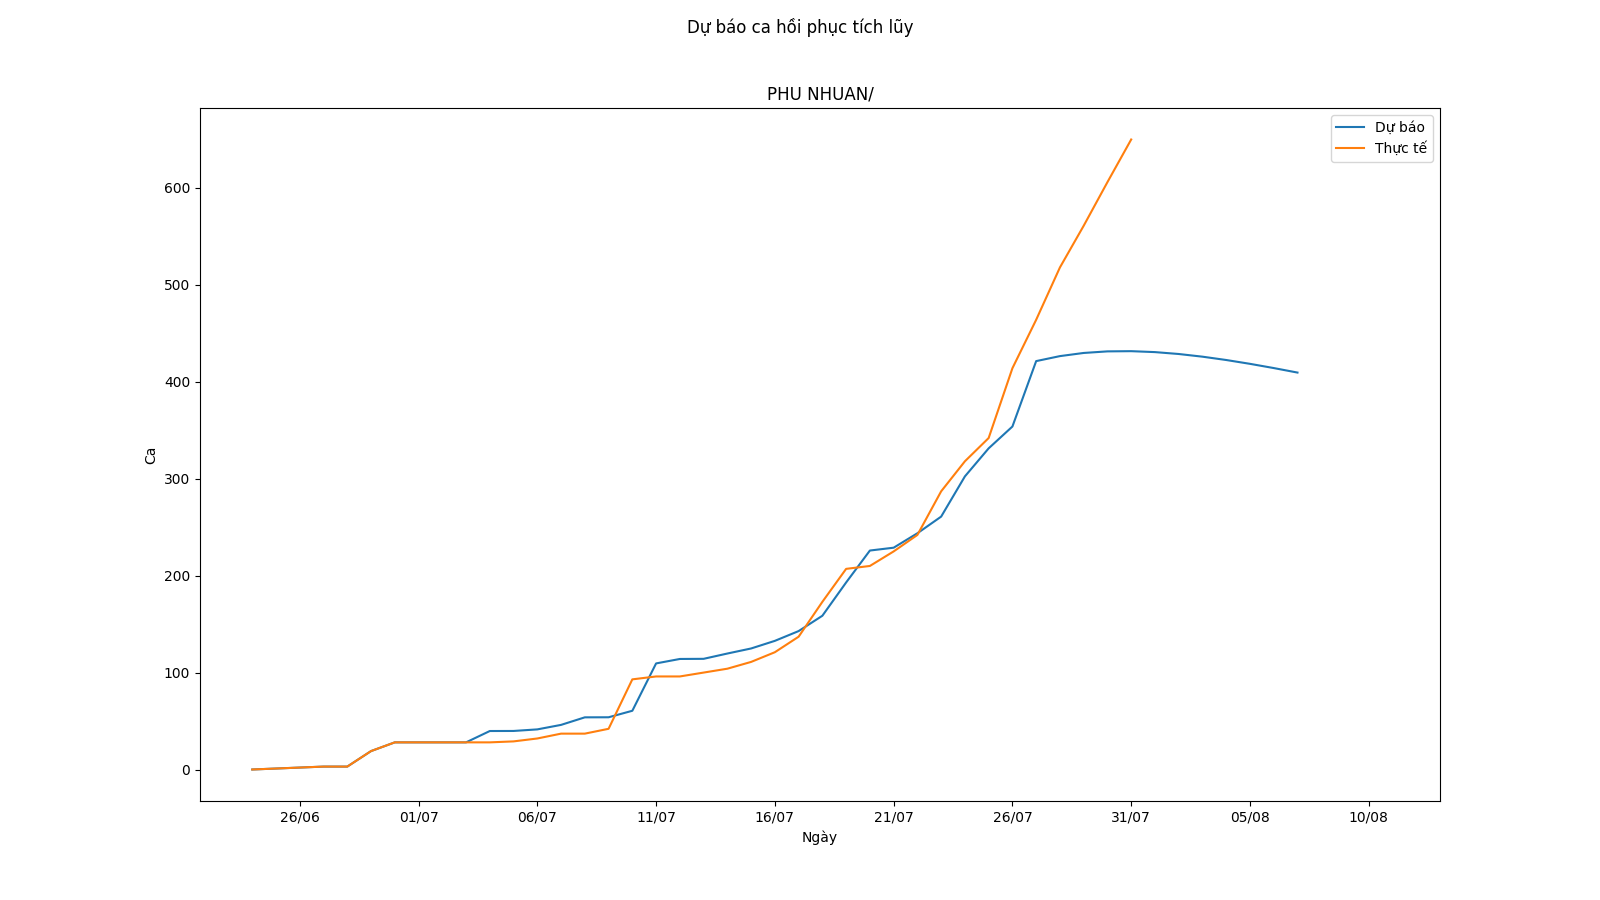 Dự báo ca hồi phục tích lũy
PHU NHUAN/
Dự báo
Thực tế
600
500
400
300
200
100
0
Ca
26/06
01/07
06/07
11/07
16/07
21/07
26/07
31/07
05/08
10/08
Ngày